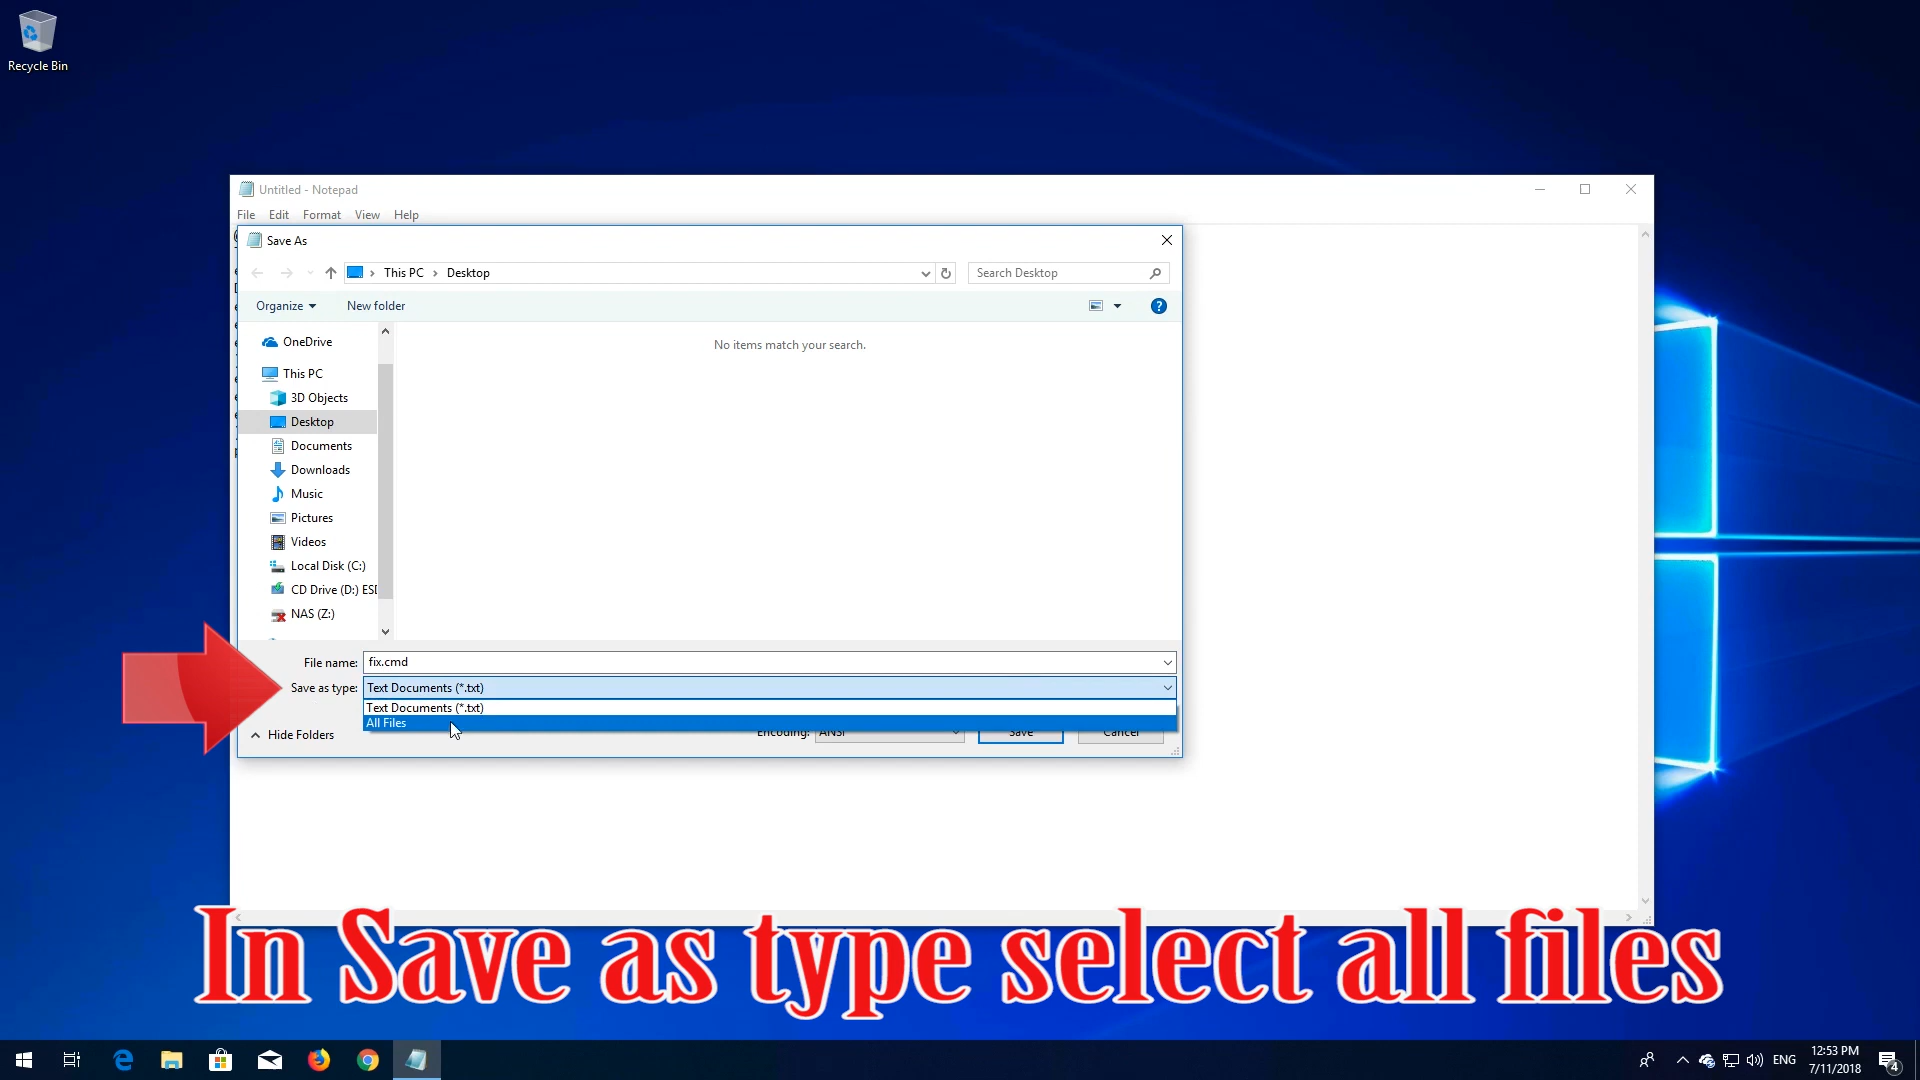 Recycle Bin
Untitled - Notepad
File Edit Format View Help
Save As
This PC Desktop
Search Desktop
Organize New folder
?
OneDrive
No items match your search.
This PC
3D Objects
Desktop
Documents
Downloads
Music
Pictures
Videos
Local Disk (C:)
CD Drive (D:) ESD
NAS (Z:)
File name: fix.cmd
Save as type: Text Documents (*.txt)
Text Documents (*.txt)
All Files
Hide Folders
Encoding: ANSI Save Cancel
In Save as type select all files
ENG
12:53 PM
7/11/2018
4